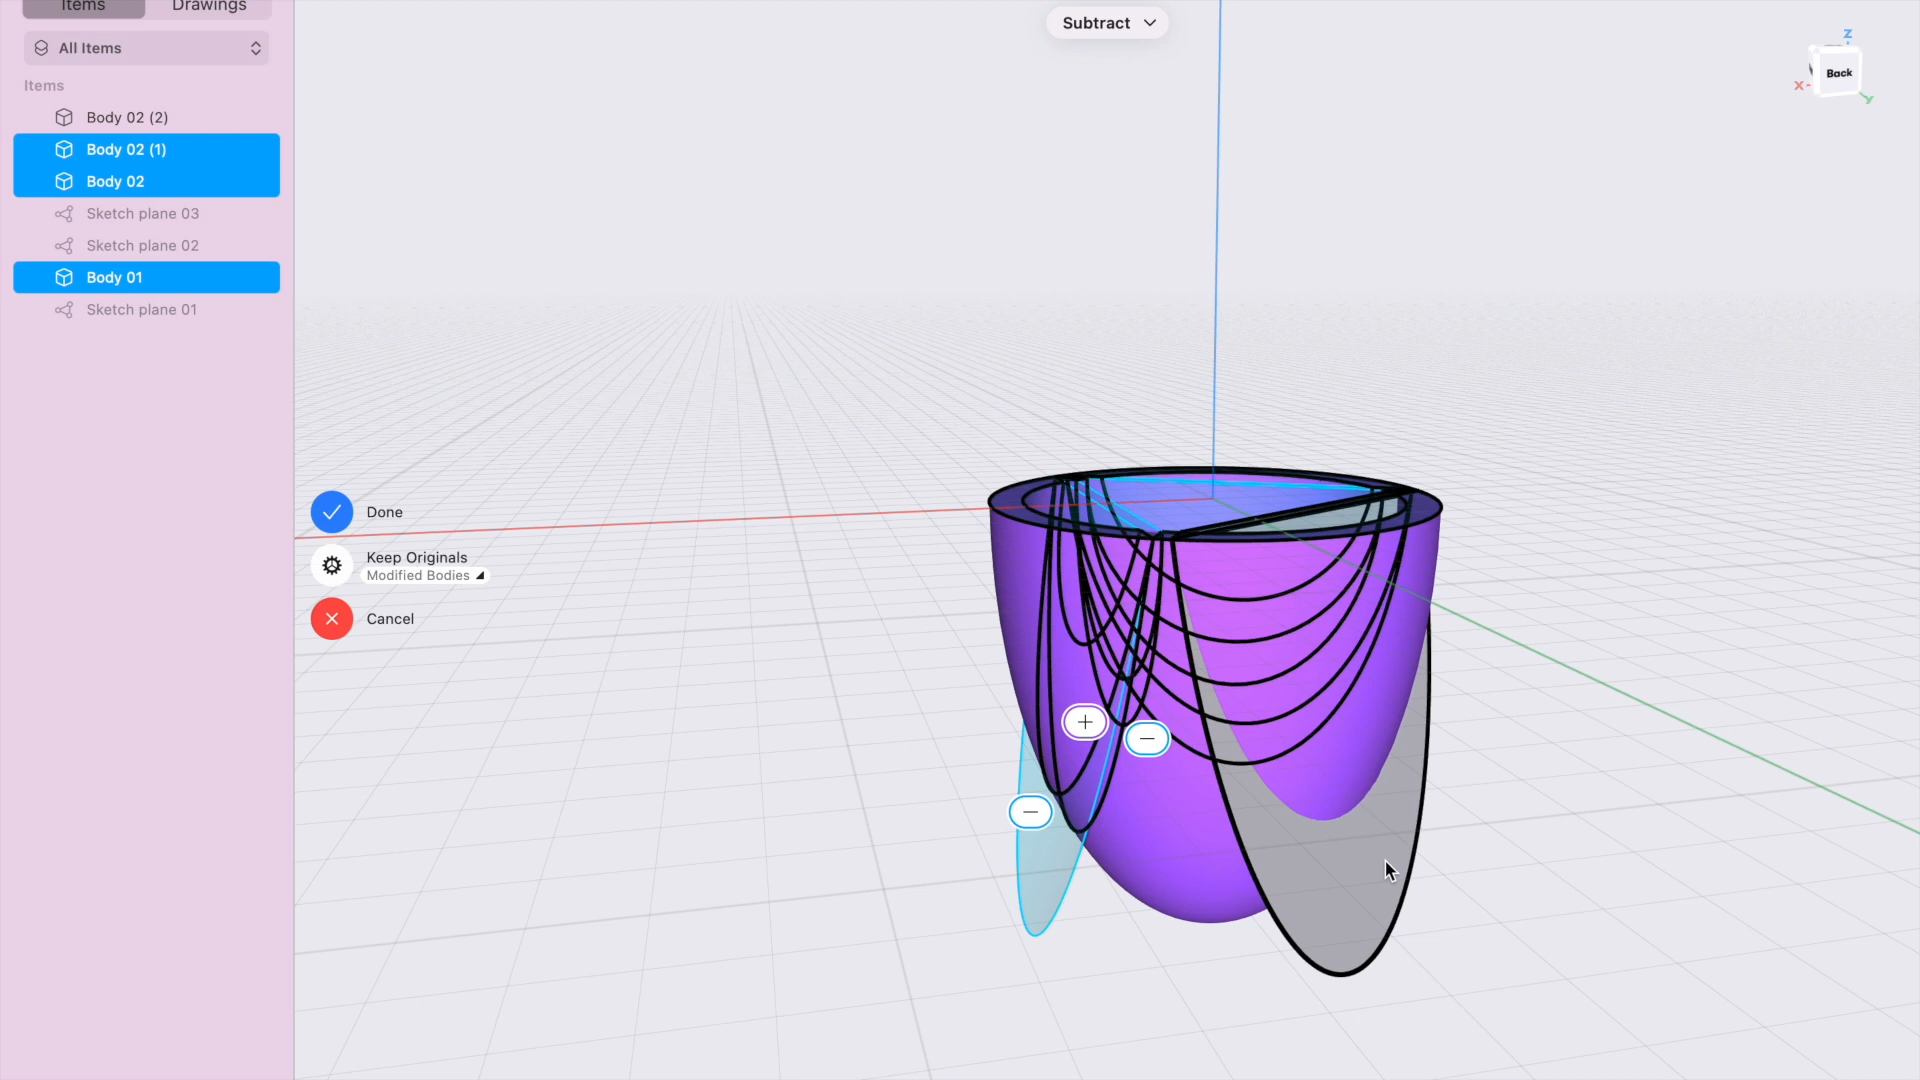 Items
Drawings
All Items
Items
Body 02 (2)
Body 02 (1)
Body 02
Sketch plane 03
Sketch plane 02
Body 01
Sketch plane 01
Subtract
Z
Back
X
Y
Done
Keep Originals
Modified Bodies
Cancel